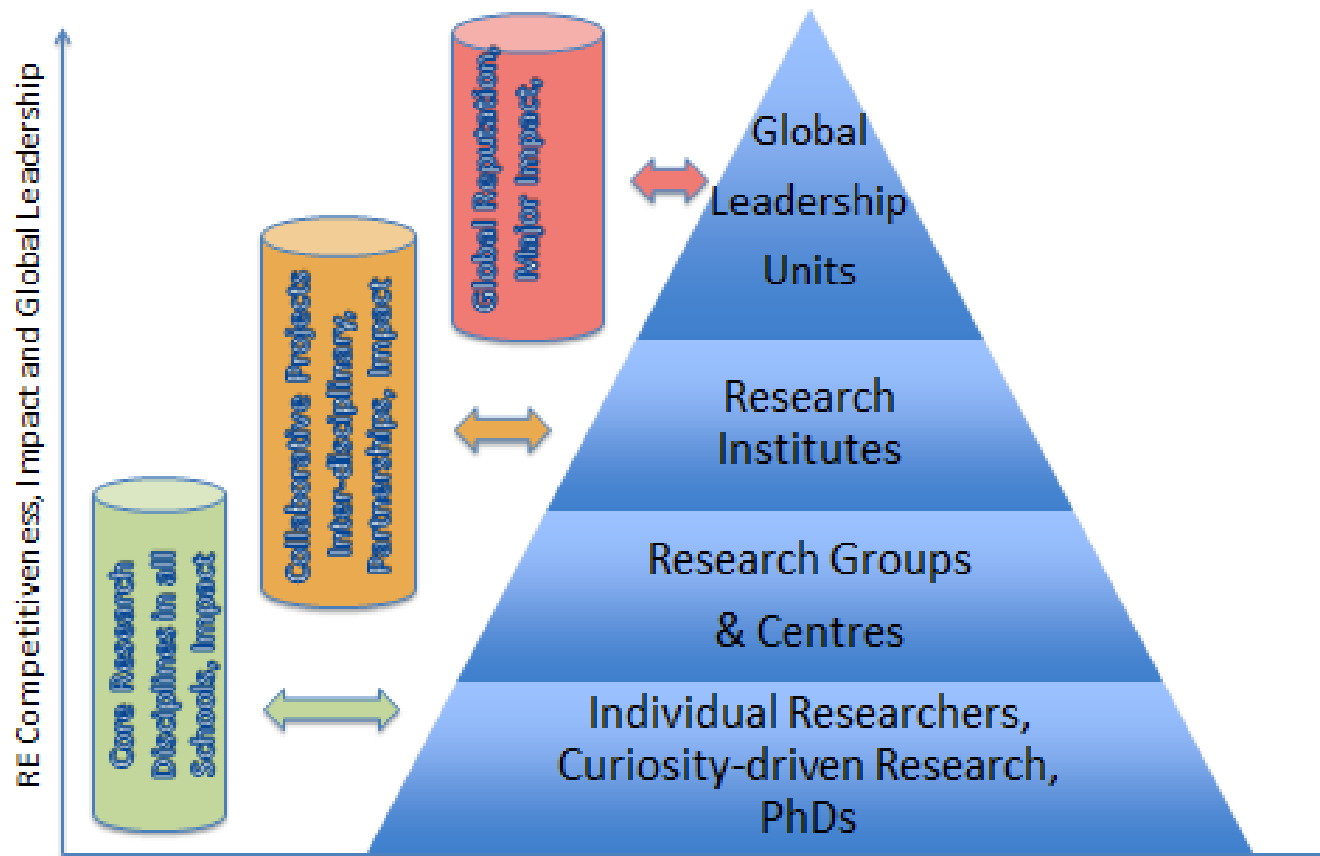 RE Competitiveness, Impact and Global Leadership
Global Reputation,
Major Impact,
Collaborative Projects
Inter-disciplinary,
Partnerships, Impact
Core Research
Disciplines in all
Schools, Impact
Global
Leadership
Units
Research
Institutes
Research Groups
& Centres
Individual Researchers,
Curiosity-driven Research,
PhDs